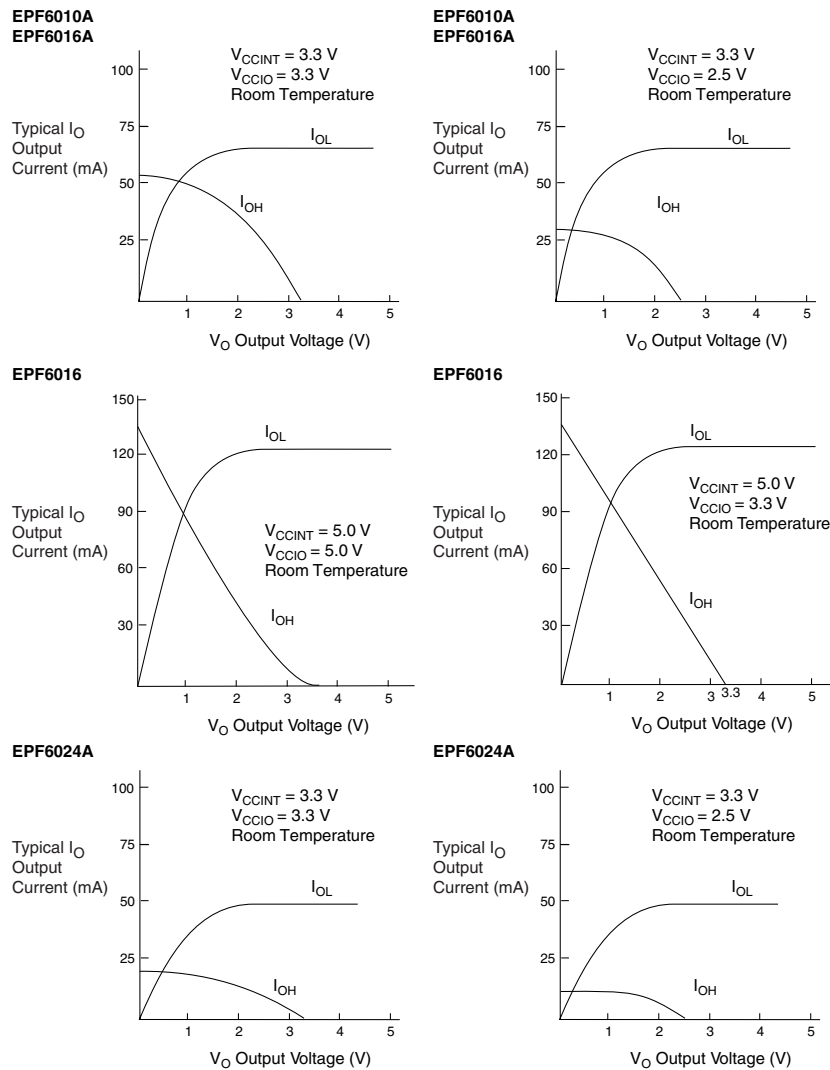 EPF6010A
EPF6016A
V_CCINT = 3.3 V
V_CCIO = 3.3 V
Room Temperature
Typical I_O
Output
Current (mA)
100
75
50
25
I_OL
I_OH
1 2 3 4 5
V_O Output Voltage (V)
EPF6010A
EPF6016A
V_CCINT = 3.3 V
V_CCIO = 2.5 V
Room Temperature
Typical I_O
Output
Current (mA)
100
75
50
25
I_OL
I_OH
1 2 3 4 5
V_O Output Voltage (V)
EPF6016
150
120
90
60
30
Typical I_O
Output
Current (mA)
I_OL
V_CCINT = 5.0 V
V_CCIO = 5.0 V
Room Temperature
I_OH
1 2 3 4 5
V_O Output Voltage (V)
EPF6016
150
120
90
60
30
Typical I_O
Output
Current (mA)
I_OL
V_CCINT = 5.0 V
V_CCIO = 3.3 V
Room Temperature
I_OH
1 2 3 3.3 4 5
V_O Output Voltage (V)
EPF6024A
V_CCINT = 3.3 V
V_CCIO = 3.3 V
Room Temperature
Typical I_O
Output
Current (mA)
100
75
50
25
I_OL
I_OH
1 2 3 4 5
V_O Output Voltage (V)
EPF6024A
V_CCINT = 3.3 V
V_CCIO = 2.5 V
Room Temperature
Typical I_O
Output
Current (mA)
100
75
50
25
I_OL
I_OH
1 2 3 4 5
V_O Output Voltage (V)